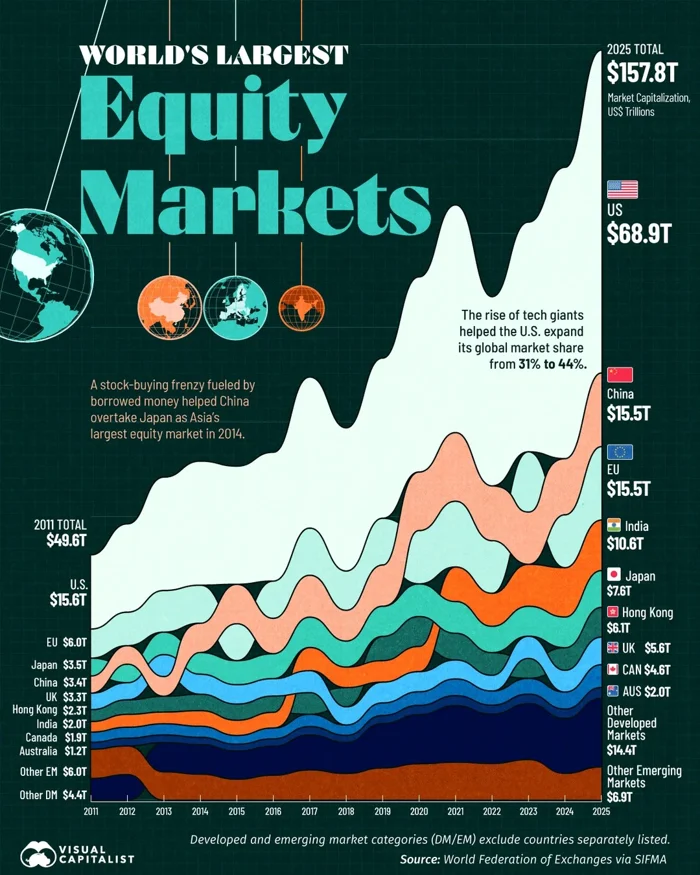 WORLD'S LARGEST
Equity
Markets
2025 TOTAL
$157.8T
Market Capitalization,
US$ Trillions
US
$68.9T
The rise of tech giants
helped the U.S. expand
its global market share
from 31% to 44%.
A stock-buying frenzy fueled by
borrowed money helped China
overtake Japan as Asia's
largest equity market in 2014.
China
$15.5T
EU
$15.5T
India
$10.6T
Japan
$7.6T
Hong Kong
$6.1T
UK $5.6T
CAN $4.6T
AUS $2.0T
Other
Developed
Markets
$14.4T
Other Emerging
Markets
$6.9T
2011 TOTAL
$49.6T
U.S.
$15.6T
EU $6.0T
Japan $3.5T
China $3.4T
UK $3.3T
Hong Kong $2.3T
India $2.0T
Canada $1.9T
Australia $1.2T
Other EM $6.0T
Other DM $4.4T
2011 2012 2013 2014 2015 2016 2017 2018 2019 2020 2021 2022 2023 2024 2025
Developed and emerging market categories (DM/EM) exclude countries separately listed.
VISUAL
CAPITALIST
Source: World Federation of Exchanges via SIFMA